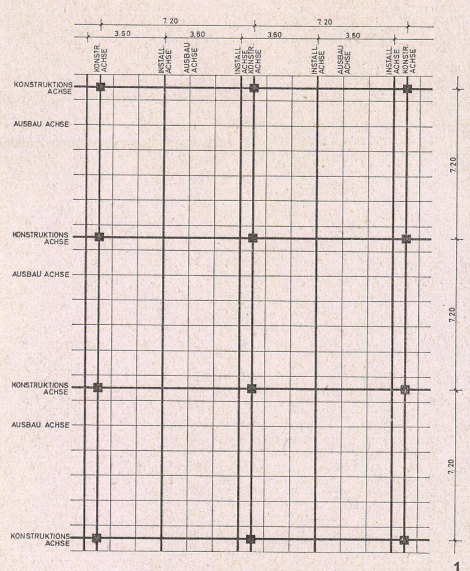 7.20
7.20
3.60
3.60
3.60
3.60
KONSTR.
ACHSE
INSTALL.
ACHSE
AUSBAU
ACHSE
INSTALL.
ACHSE
KONSTR.
ACHSE
INSTALL.
ACHSE
AUSBAU
ACHSE
INSTALL.
ACHSE
KONSTR.
ACHSE
KONSTRUKTIONS
ACHSE
AUSBAU ACHSE
7.20
KONSTRUKTIONS
ACHSE
AUSBAU ACHSE
7.20
KONSTRUKTIONS
ACHSE
AUSBAU ACHSE
7.20
KONSTRUKTIONS
ACHSE
1